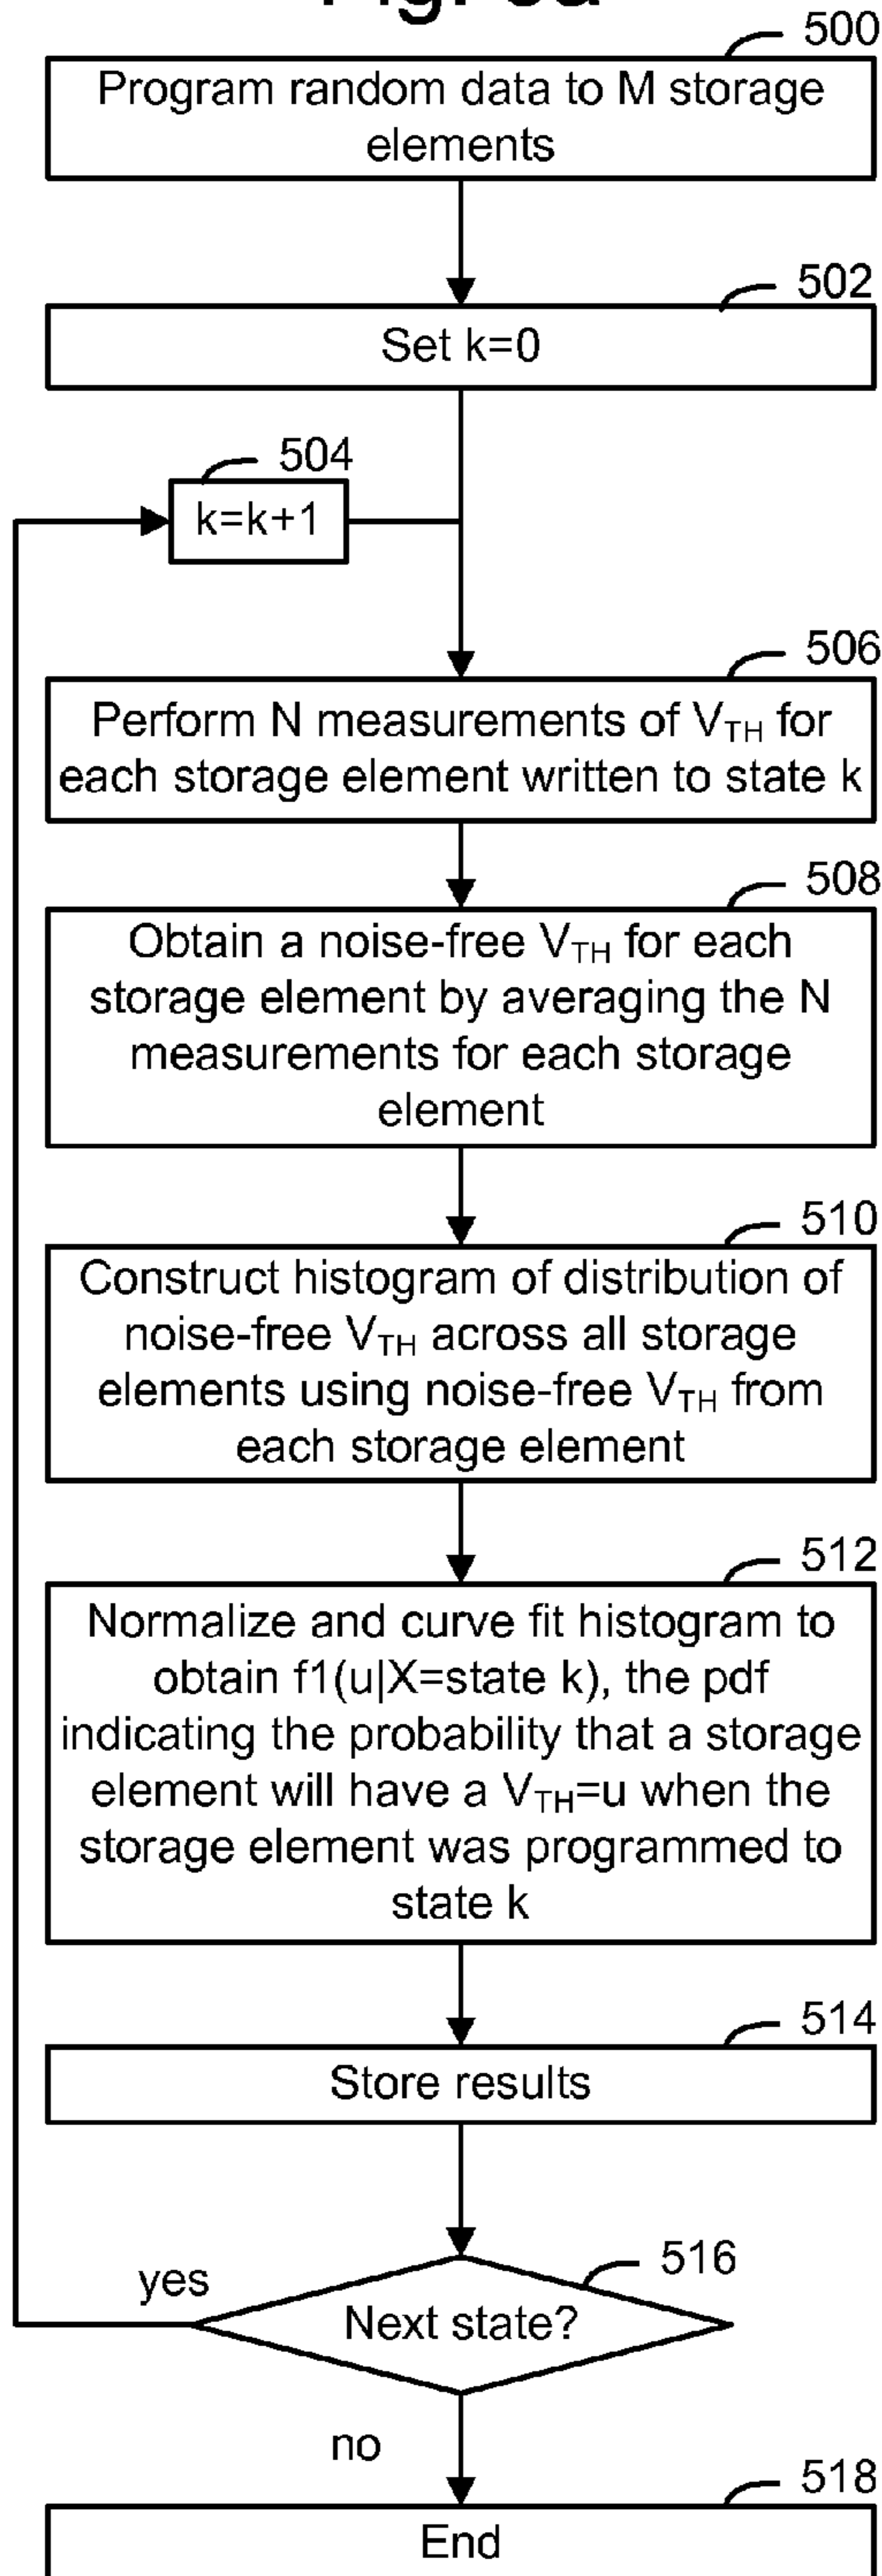 500
Program random data to M storage
elements
502
Set k=0
504
k=k+1
506
Perform N measurements of VTH for
each storage element written to state k
508
Obtain a noise-free VTH for each
storage element by averaging the N
measurements for each storage
element
510
Construct histogram of distribution of
noise-free VTH across all storage
elements using noise-free VTH from
each storage element
512
Normalize and curve fit histogram to
obtain f1(u|X=state k), the pdf
indicating the probability that a storage
element will have a VTH=u when the
storage element was programmed to
state k
514
Store results
516
yes
Next state?
no
518
End